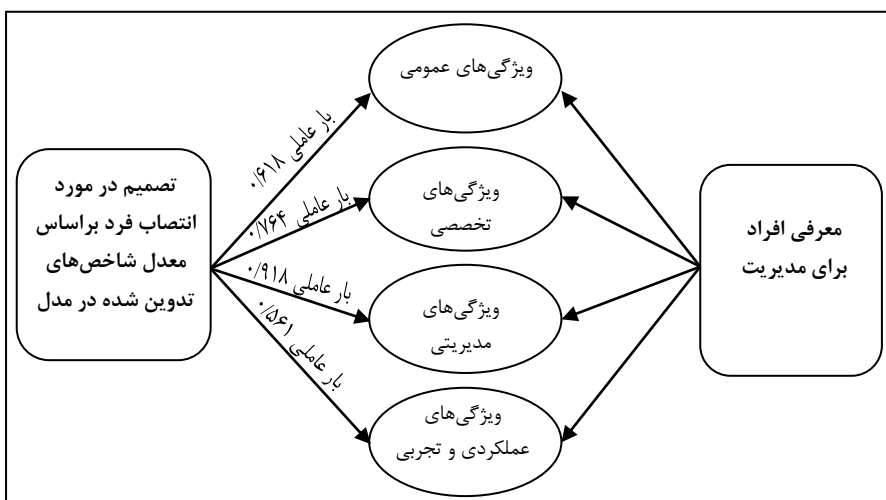 معرفی افراد
برای مدیریت
ویژگی‌های عمومی
ویژگی‌های
تخصصی
ویژگی‌های
مدیریتی
ویژگی‌های
عملکردی و تجربی
بار عاملی ۰/۶۱۸
بار عاملی ۰/۷۶۴
بار عاملی ۰/۹۱۸
بار عاملی ۰/۵۶۱
تصمیم در مورد
انتصاب فرد براساس
معدل شاخص‌های
تدوین شده در مدل